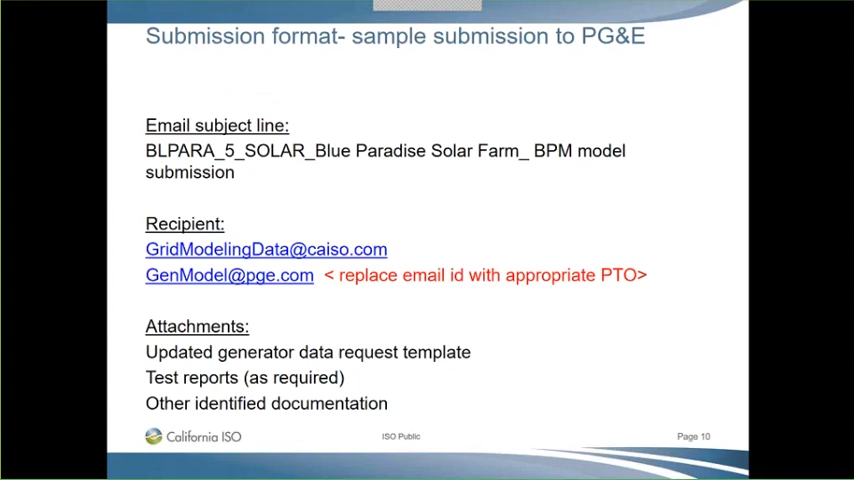 Submission format- sample submission to PG&E
Email subject line:
BLPARA_5_SOLAR_Blue Paradise Solar Farm_ BPM model
submission
Recipient:
GridModelingData@caiso.com
GenModel@pge.com < replace email id with appropriate PTO>
Attachments:
Updated generator data request template
Test reports (as required)
Other identified documentation
California ISO
ISO Public
Page 10